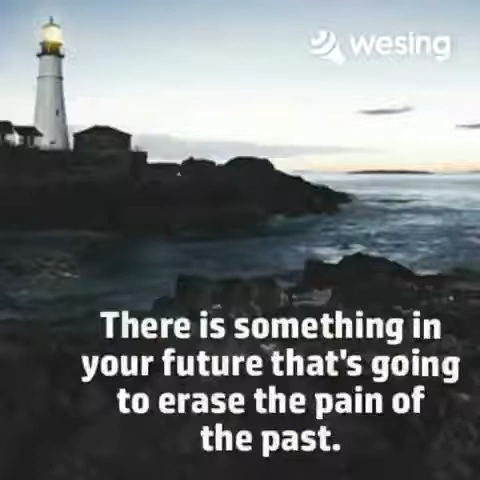 wesing
There is something in
your future that's going
to erase the pain of
the past.